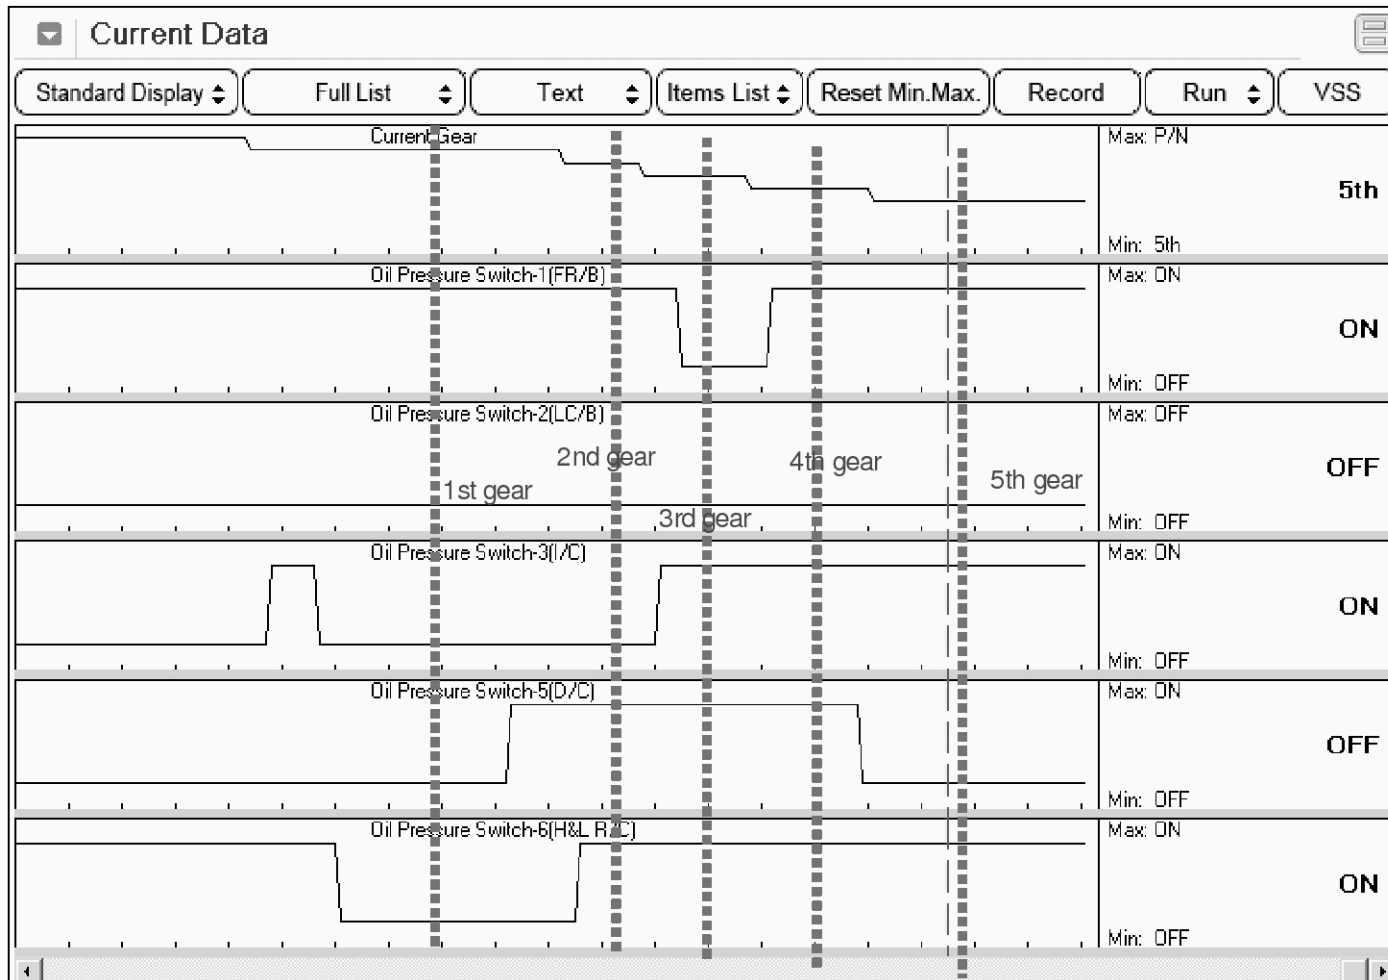 Current Data
Standard Display Full List Text Items List Reset Min.Max. Record Run VSS
Current Gear
Max: P/N
5th
Min: 5th
Oil Pressure Switch-1(FR/B)
Max: ON
ON
Min: OFF
Oil Pressure Switch-2(LC/B)
Max: OFF
OFF
Min: OFF
1st gear
2nd gear
3rd gear
4th gear
5th gear
Oil Pressure Switch-3(I/C)
Max: ON
ON
Min: OFF
Oil Pressure Switch-5(D/C)
Max: ON
OFF
Min: OFF
Oil Pressure Switch-6(H&L R/C)
Max: ON
ON
Min: OFF